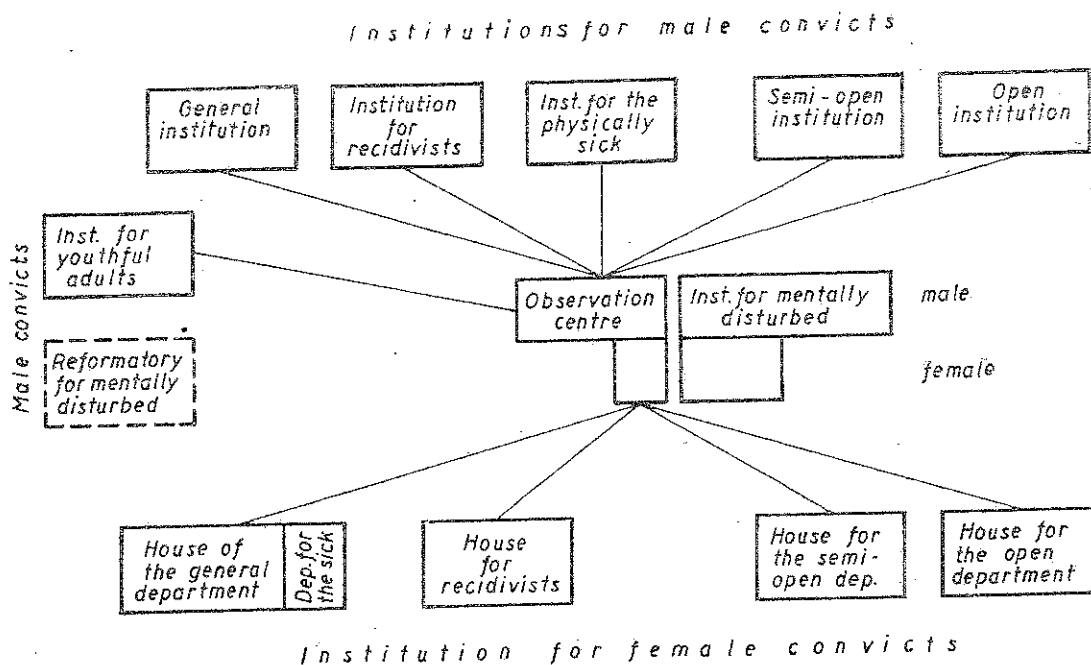 Institutions for male convicts
General
institution
Institution
for
recidivists
Inst. for the
physically
sick
Semi-open
institution
Open
institution
Male convicts
Inst. for
youthful
adults
Observation
centre
Inst. for mentally
disturbed
male
female
Reformatory
for mentally
disturbed
House of
the general
department
Dep. for
the sick
House
for
recidivists
House for
the semi-
open dep.
House for
the open
department
Institution for female convicts